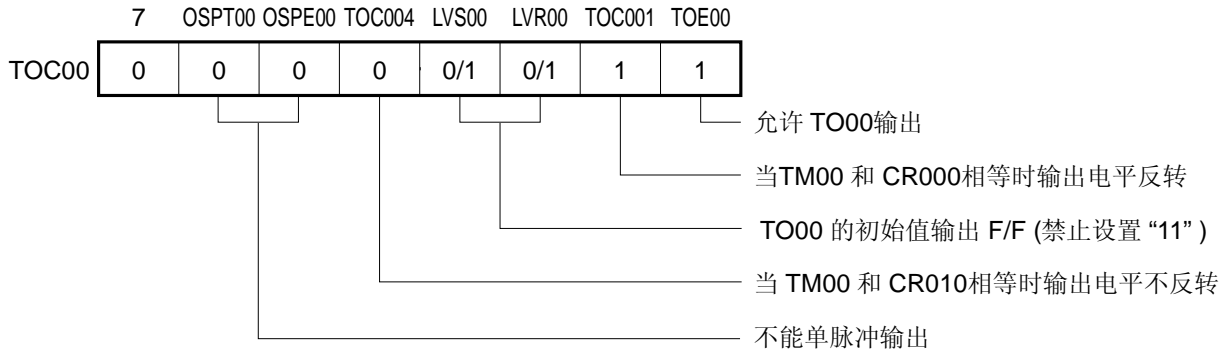 7 OSPT00 OSPE00 TOC004 LVS00 LVR00 TOC001 TOE00
TOC00 0 0 0 0 0/1 0/1 1 1
允许 TO00输出
当TM00 和 CR000相等时输出电平反转
TO00 的初始值输出 F/F (禁止设置 “11” )
当 TM00 和 CR010相等时输出电平不反转
不能单脉冲输出